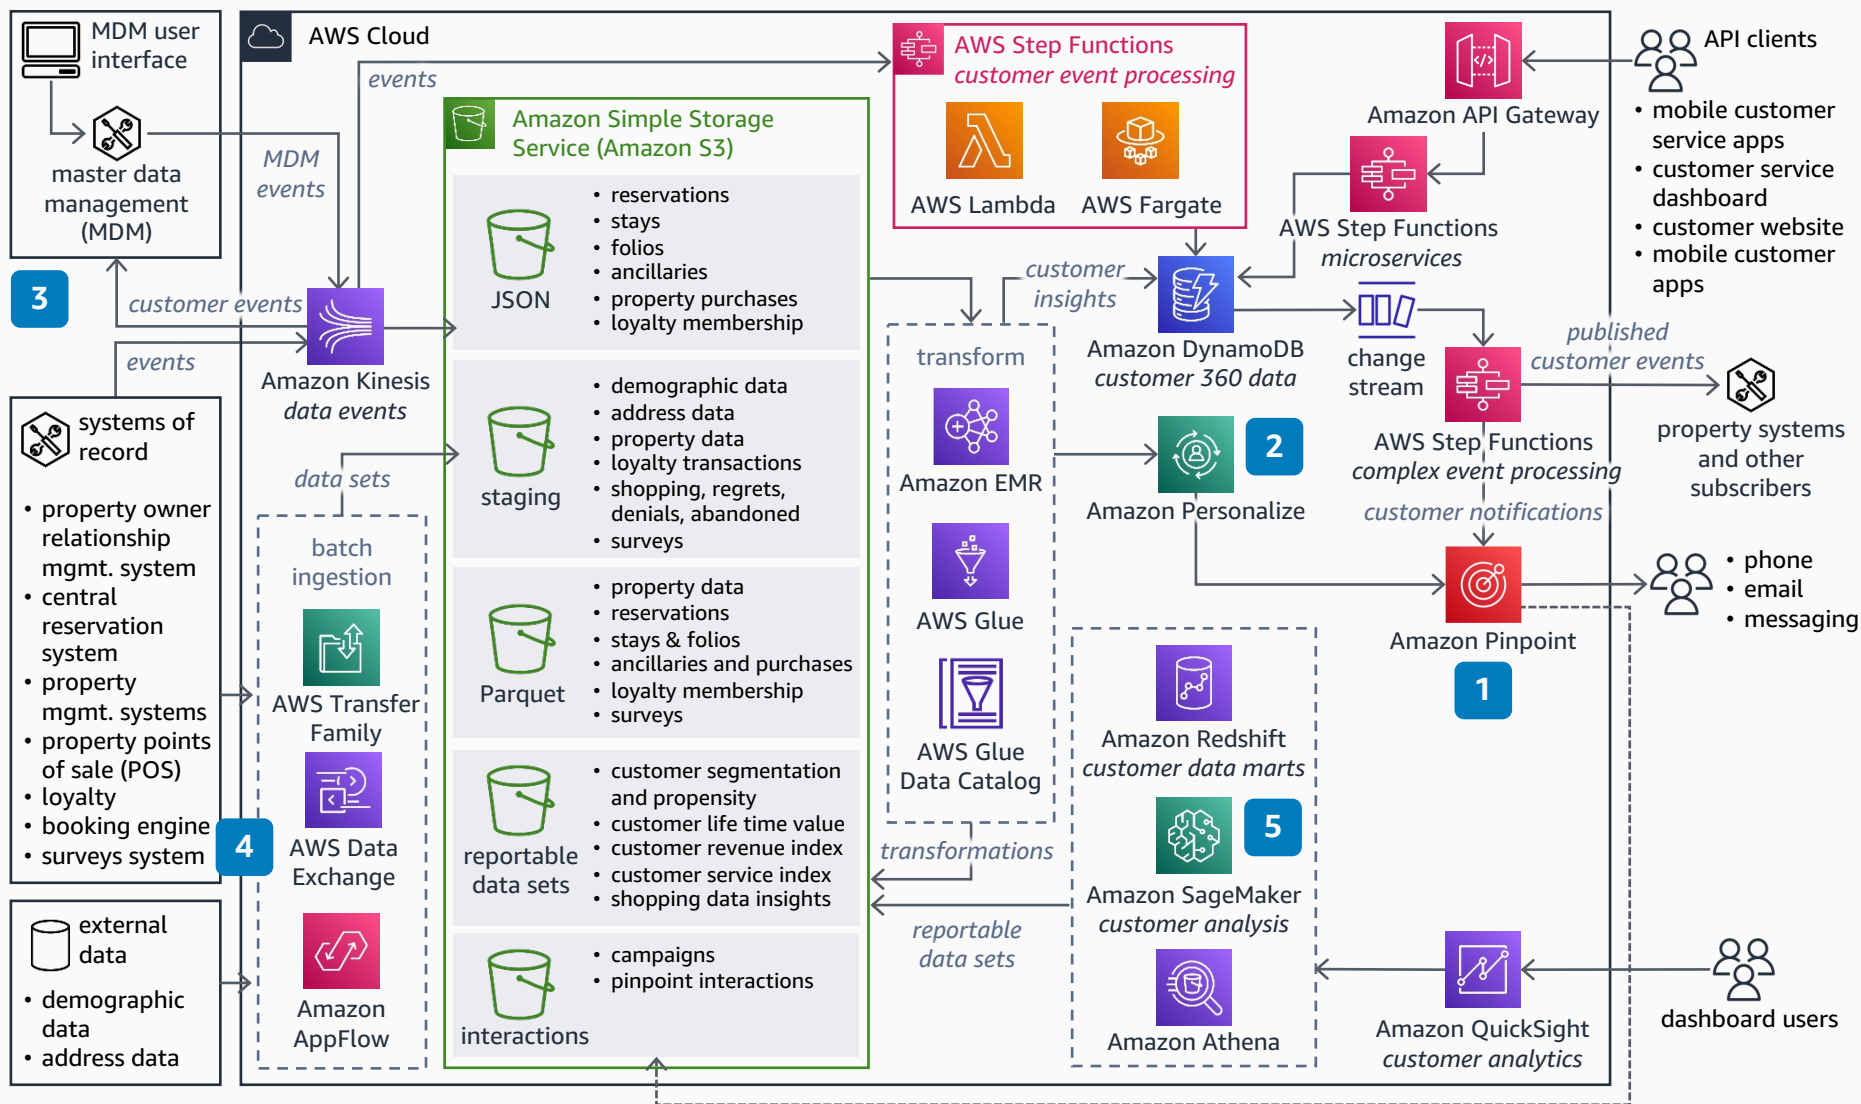 MDM user
interface
master data
management
(MDM)
3
AWS Cloud
events
MDM
events
customer events
events
Amazon Kinesis
data events
systems of
record
• property owner
relationship
mgmt. system
• central
reservation
system
• property
mgmt. systems
• property points
of sale (POS)
• loyalty
• booking engine
• surveys system
4
external
data
• demographic
data
• address data
data sets
batch
ingestion
AWS Transfer
Family
AWS Data
Exchange
Amazon
AppFlow
Amazon Simple Storage
Service (Amazon S3)
JSON
• reservations
• stays
• folios
• ancillaries
• property purchases
• loyalty membership
staging
• demographic data
• address data
• property data
• loyalty transactions
• shopping, regrets,
denials, abandoned
• surveys
Parquet
• property data
• reservations
• stays & folios
• ancillaries and purchases
• loyalty membership
• surveys
reportable
data sets
• customer segmentation
and propensity
• customer life time value
• customer revenue index
• customer service index
• shopping data insights
interactions
• campaigns
• pinpoint interactions
AWS Step Functions
customer event processing
AWS Lambda
AWS Fargate
customer
insights
transform
Amazon EMR
AWS Glue
AWS Glue
Data Catalog
transformations
reportable
data sets
Amazon DynamoDB
customer 360 data
Amazon Personalize
2
Amazon Redshift
customer data marts
Amazon SageMaker
customer analysis
5
Amazon Athena
Amazon API Gateway
AWS Step Functions
microservices
change
stream
AWS Step Functions
complex event processing
customer notifications
Amazon Pinpoint
1
Amazon QuickSight
customer analytics
API clients
• mobile customer
service apps
• customer service
dashboard
• customer website
• mobile customer
apps
published
customer events
property systems
and other
subscribers
• phone
• email
• messaging
dashboard users